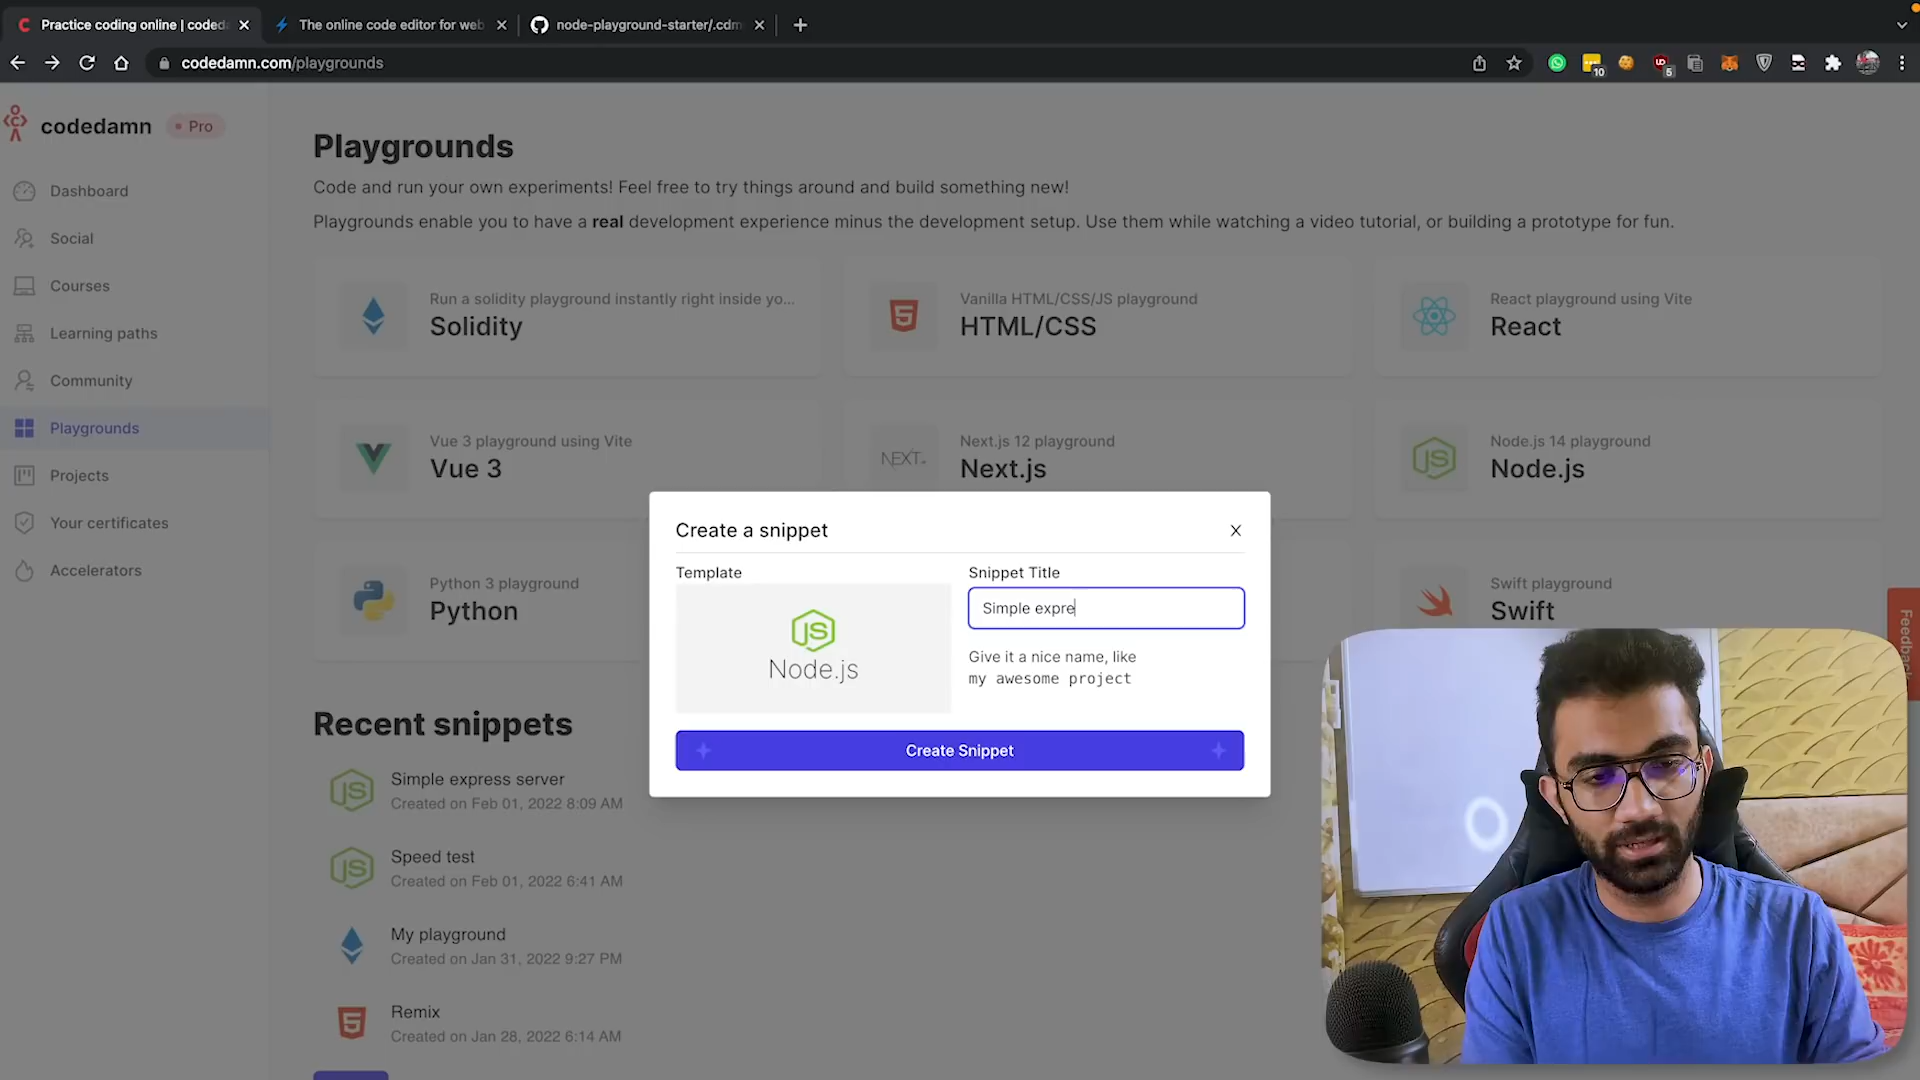 Practice coding online | coded
The online code editor for web
node-playground-starter/.cdm
codedamn.com/playgrounds
10
5
codedamn
Pro
Dashboard
Social
Courses
Learning paths
Community
Playgrounds
Projects
Your certificates
Accelerators
Playgrounds
Code and run your own experiments! Feel free to try things around and build something new!
Playgrounds enable you to have a real development experience minus the development setup. Use them while watching a video tutorial, or building a prototype for fun.
Run a solidity playground instantly right inside yo...
Solidity
Vanilla HTML/CSS/JS playground
HTML/CSS
React playground using Vite
React
Vue 3 playground using Vite
Vue 3
NEXT.
Next.js 12 playground
Next.js
Node.js 14 playground
Node.js
Python 3 playground
Python
Swift playground
Swift
Create a snippet
Template
Node.js
Snippet Title
Simple expre
Give it a nice name, like
my awesome project
Create Snippet
Feedback
Recent snippets
Simple express server
Created on Feb 01, 2022 8:09 AM
Speed test
Created on Feb 01, 2022 6:41 AM
My playground
Created on Jan 31, 2022 9:27 PM
Remix
Created on Jan 28, 2022 6:14 AM